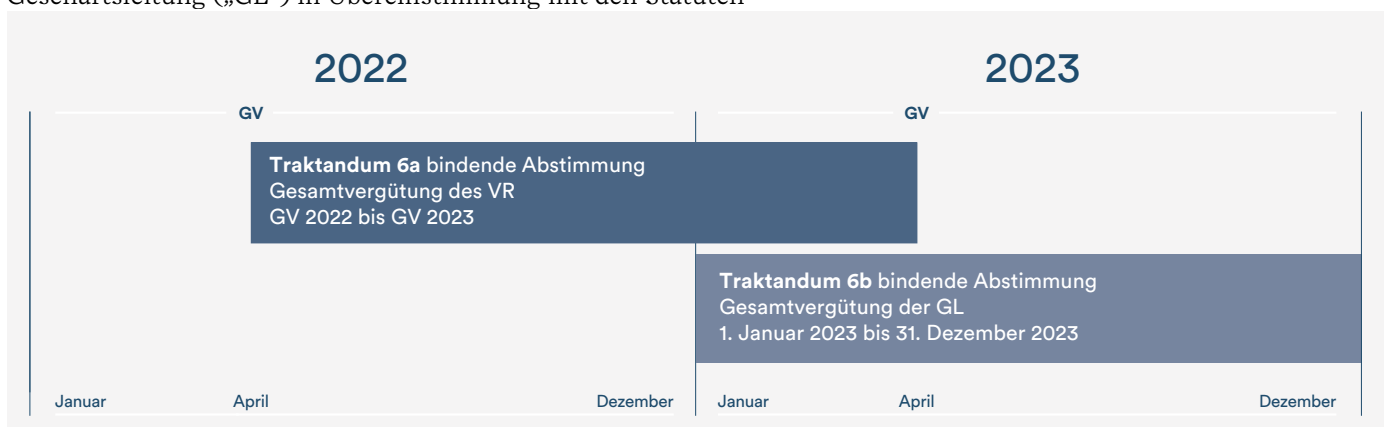 Geschäftsleitung („GL“) in Übereinstimmung mit den Statuten
2022
2023
GV
GV
Traktandum 6a bindende Abstimmung
Gesamtvergütung des VR
GV 2022 bis GV 2023
Traktandum 6b bindende Abstimmung
Gesamtvergütung der GL
1. Januar 2023 bis 31. Dezember 2023
Januar
April
Dezember
Januar
April
Dezember